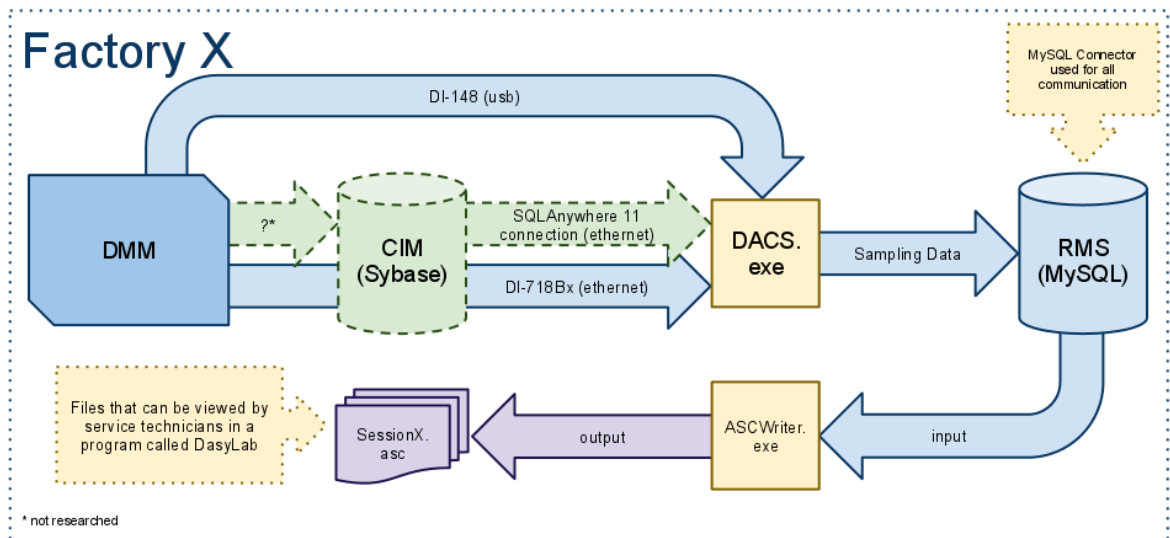 Factory X
MySQL Connector
used for all
communication
DI-148 (usb)
DMM
?*
CIM
(Sybase)
SQLAnywhere 11
connection (ethernet)
DI-718Bx (ethernet)
DACS.
exe
Sampling Data
RMS
(MySQL)
Files that can be viewed by
service technicians in a
program called DasyLab
SessionX.
asc
output
ASCWriter.
exe
input
* not researched